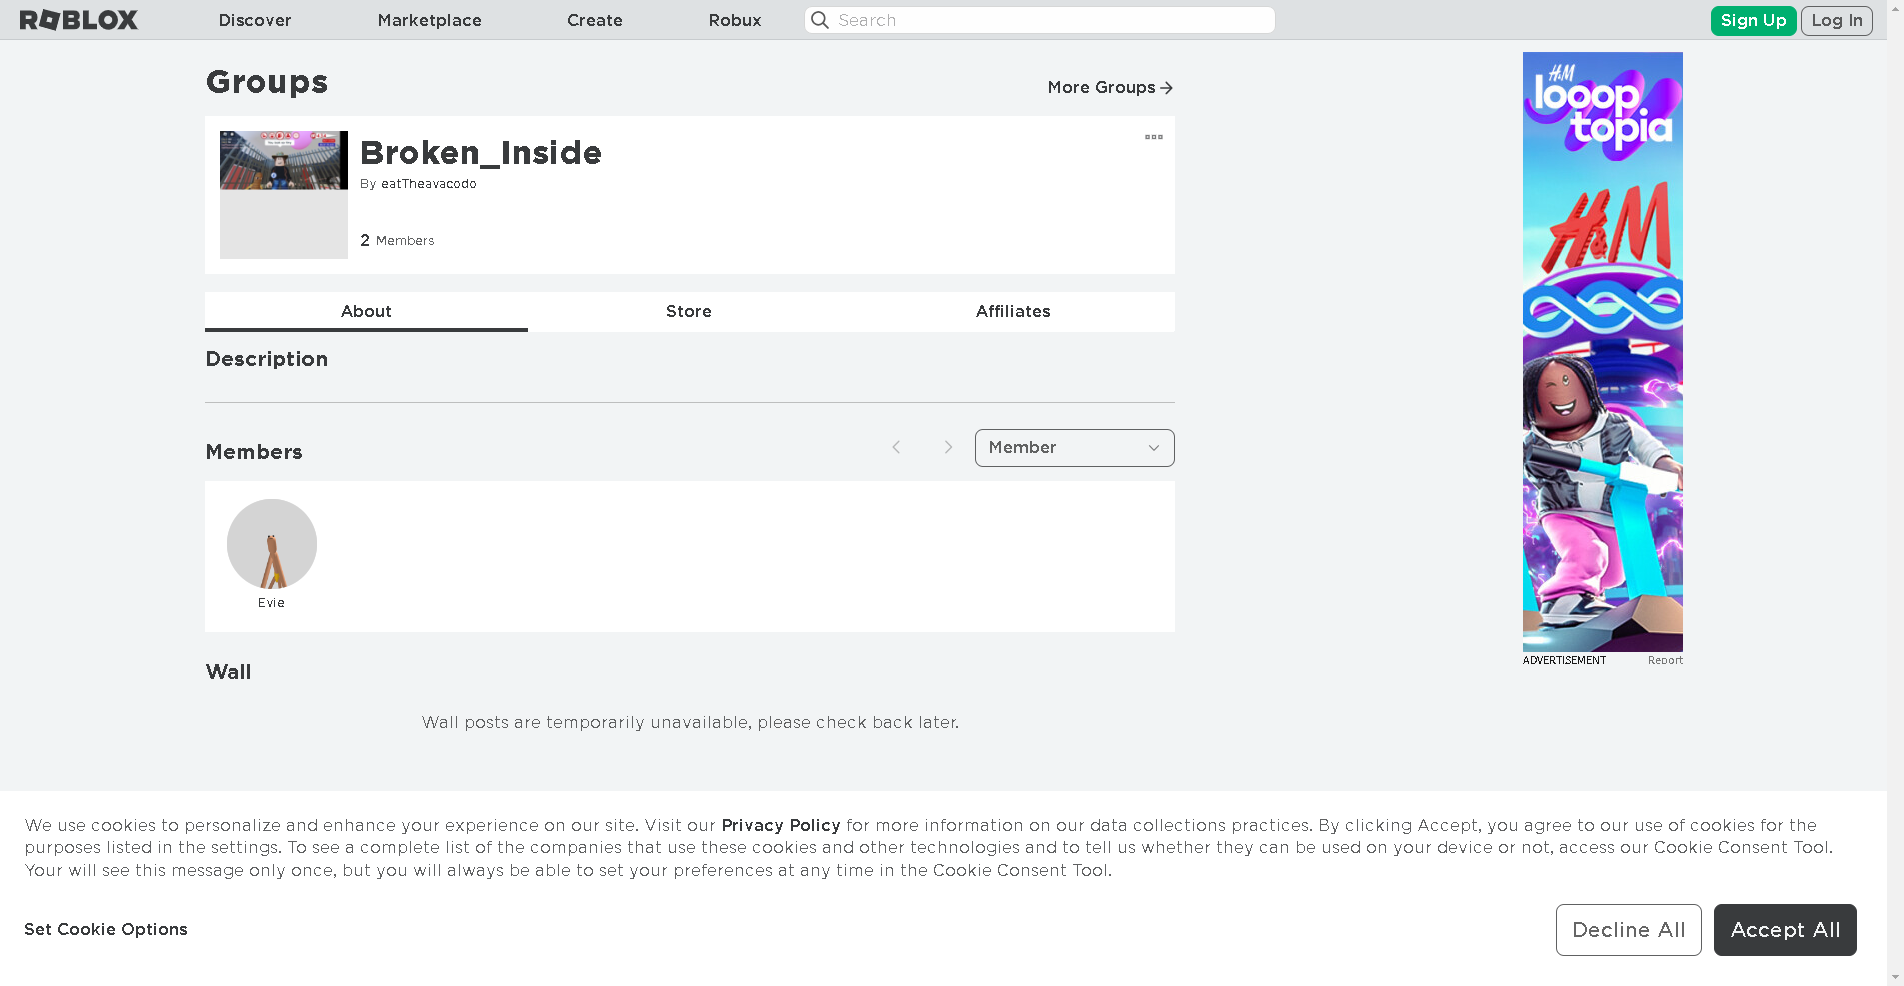 ROBLOX
Discover
Marketplace
Create
Robux
Search
Sign Up
Log In
Groups
More Groups
Broken_Inside
By eatTheavacodo
2 Members
About
Store
Affiliates
Description
Members
Member
Evie
Wall
Wall posts are temporarily unavailable, please check back later.
H&M
looop
topia
H&M
ADVERTISEMENT
Report
We use cookies to personalize and enhance your experience on our site. Visit our Privacy Policy for more information on our data collections practices. By clicking Accept, you agree to our use of cookies for the
purposes listed in the settings. To see a complete list of the companies that use these cookies and other technologies and to tell us whether they can be used on your device or not, access our Cookie Consent Tool.
Your will see this message only once, but you will always be able to set your preferences at any time in the Cookie Consent Tool.
Set Cookie Options
Decline All
Accept All